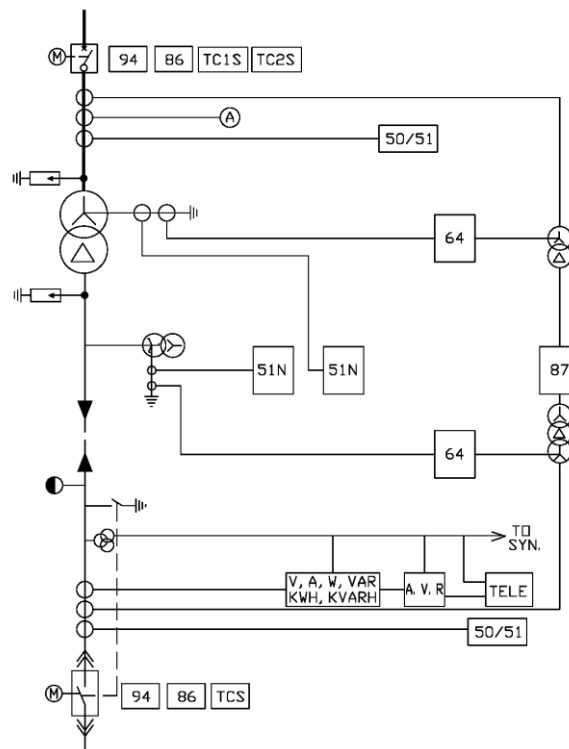 M
94
86
TC1S
TC2S
A
50/51
64
51N
51N
87
64
TO
SYN.
V, A, W, VAR
KWH, KVARH
A. V. R
TELE
50/51
M
94
86
TCS